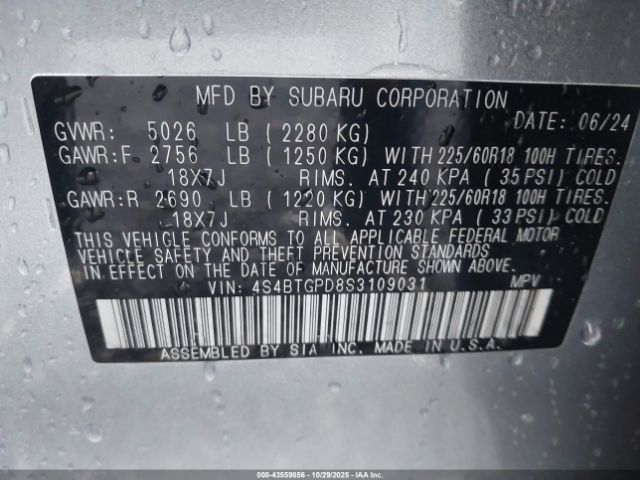 MFD BY SUBARU CORPORATION
DATE: 06/24
GVWR: 5026 LB ( 2280 KG)
GAWR:F 2756 LB ( 1250 KG) WITH 225/60R18 100H TIRES.
18X7J RIMS. AT 240 KPA ( 35 PSI) COLD
GAWR:R 2690 LB ( 1220 KG) WITH 225/60R18 100H TIRES.
18X7J RIMS. AT 230 KPA ( 33 PSI) COLD
THIS VEHICLE CONFORMS TO ALL APPLICABLE FEDERAL MOTOR
VEHICLE SAFETY AND THEFT PREVENTION STANDARDS
IN EFFECT ON THE DATE OF MANUFACTURE SHOWN ABOVE.
VIN: 4S4BTGPD8S3109031 MPV
ASSEMBLED BY SIA INC. MADE IN U.S.A.
000-43559856 - 10/29/2025 - IAAI.com